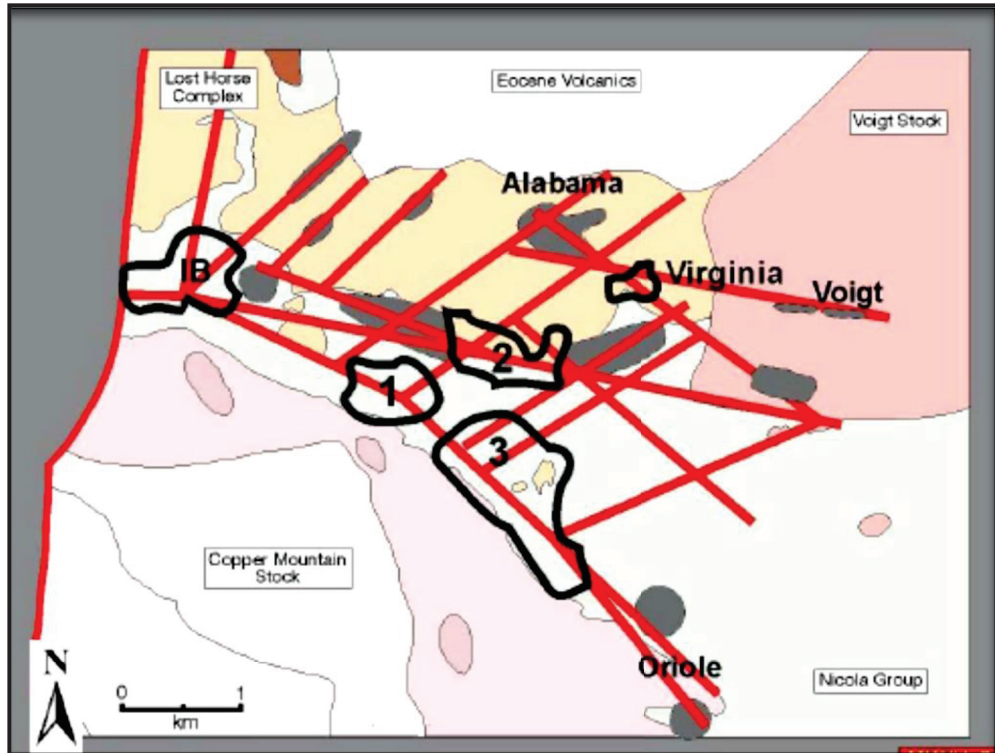 Lost Horse
Complex
Eocene Volcanics
Voigt Stock
Alabama
IB
Virginia
Voigt
2
1
3
Copper Mountain
Stock
N
0 1
km
Oriole
Nicola Group